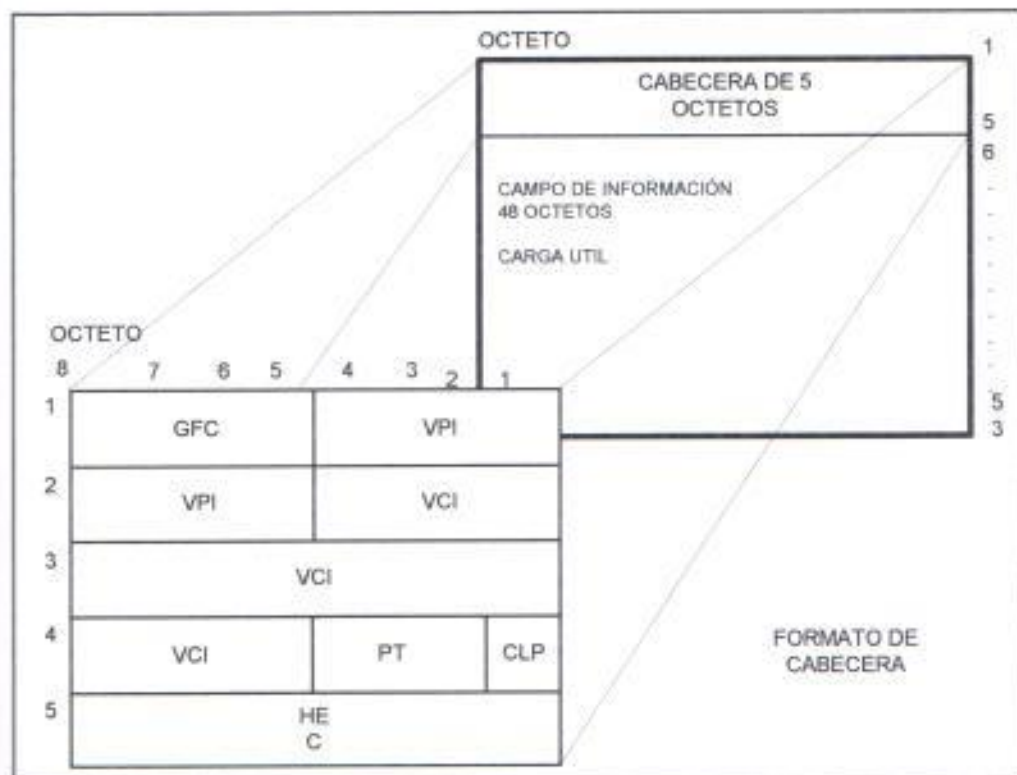 OCTETO
1
CABECERA DE 5
OCTETOS
5
6
CAMPO DE INFORMACIÓN
48 OCTETOS
CARGA UTIL
5
3
OCTETO
8 7 6 5 4 3 2 1
1 GFC VPI
2 VPI VCI
3 VCI
4 VCI PT CLP
5 HE
C
FORMATO DE
CABECERA